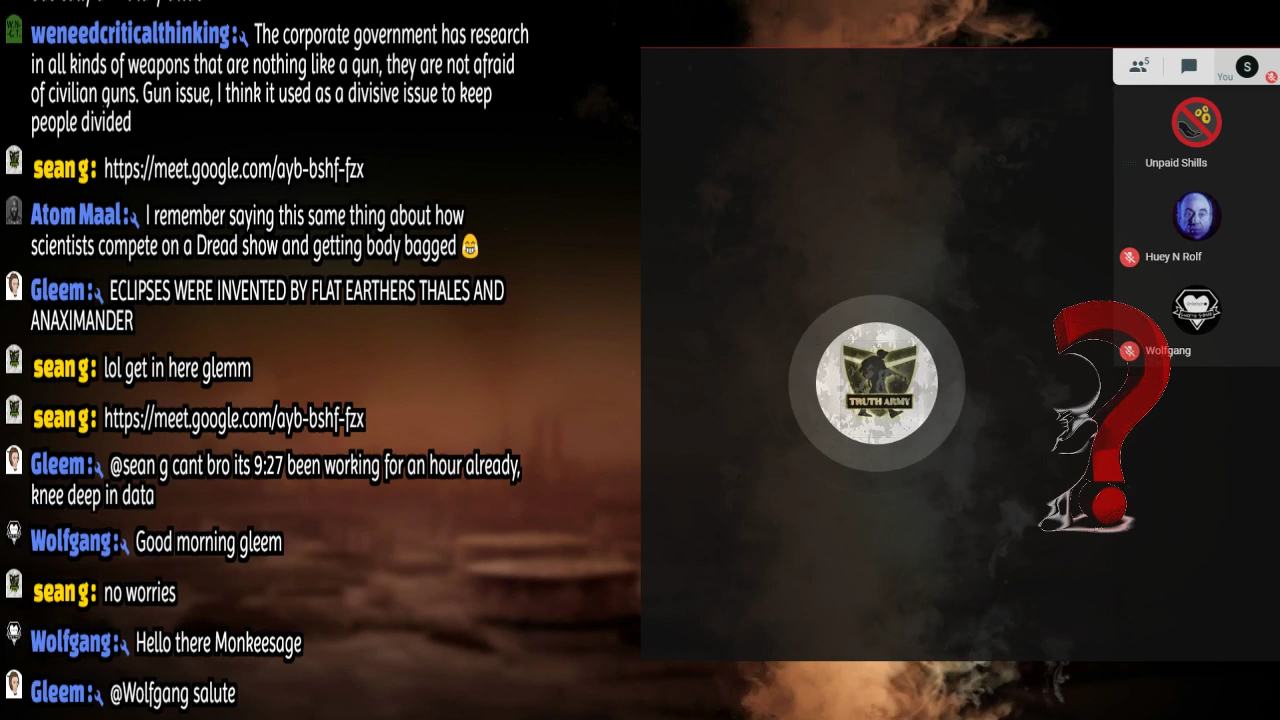 weneedcriticalthinking: The corporate government has research
in all kinds of weapons that are nothing like a gun, they are not afraid
of civilian guns. Gun issue, I think it used as a divisive issue to keep
people divided
sean g: https://meet.google.com/ayb-bshf-fzx
Atom Maal: I remember saying this same thing about how
scientists compete on a Dread show and getting body bagged 😁
Gleem: ECLIPSES WERE INVENTED BY FLAT EARTHERS THALES AND
ANAXIMANDER
sean g: lol get in here glemm
sean g: https://meet.google.com/ayb-bshf-fzx
Gleem: @sean g cant bro its 9:27 been working for an hour already,
knee deep in data
Wolfgang: Good morning gleem
sean g: no worries
Wolfgang: Hello there Monkeesage
Gleem: @Wolfgang salute
5
You
S
Unpaid Shills
Huey N Rolf
Wolfgang
TRUTH ARMY
?